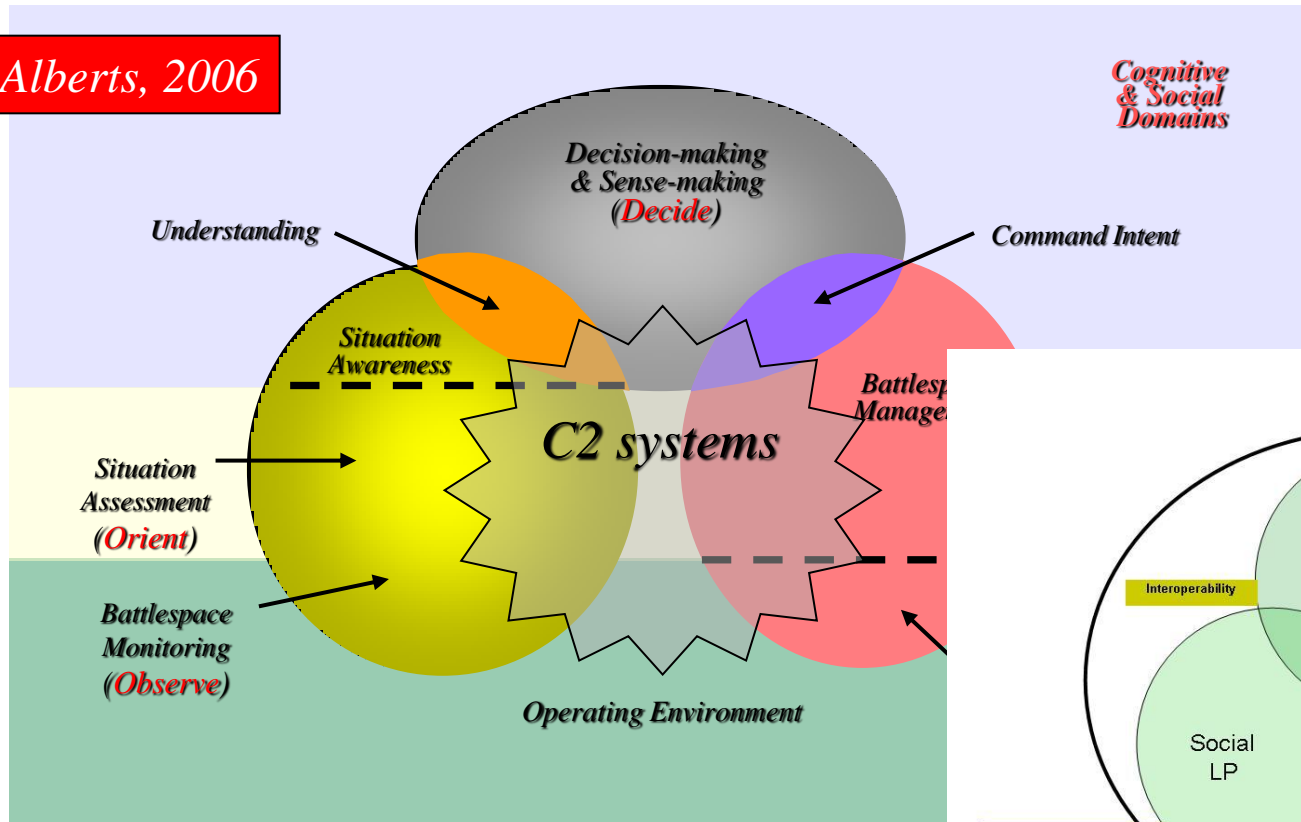 Alberts, 2006
Cognitive
& Social
Domains
Decision-making
& Sense-making
(Decide)
Understanding
Command Intent
Situation
Awareness
C2 systems
Situation
Assessment
(Orient)
Interoperability
Battlespace
Monitoring
(Observe)
Operating Environment
Social
LP